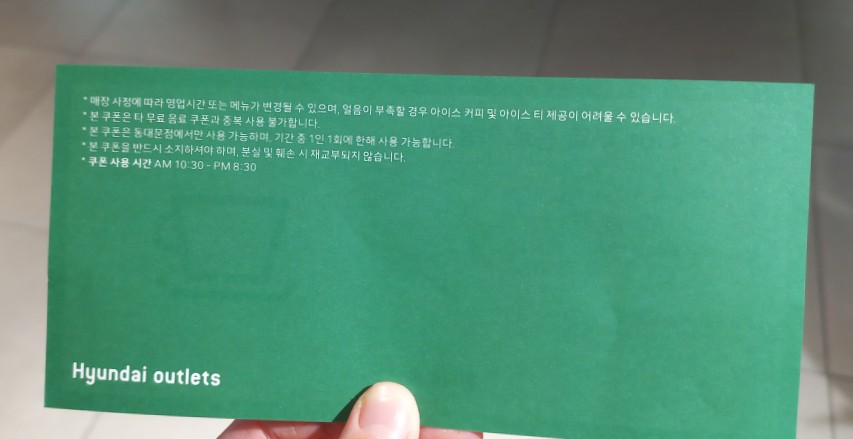 * 매장 사정에 따라 영업시간 또는 메뉴가 변경될 수 있으며, 얼음이 부족할 경우 아이스 커피 및 아이스 티 제공이 어려울 수 있습니다.
* 본 쿠폰은 타 무료 음료 쿠폰과 중복 사용 불가합니다.
* 본 쿠폰은 동대문점에서만 사용 가능하며, 기간 중 1인 1회에 한해 사용 가능합니다.
* 본 쿠폰을 반드시 소지하셔야 하며, 분실 및 훼손 시 재교부되지 않습니다.
* 쿠폰 사용 시간 AM 10:30 - PM 8:30
Hyundai outlets